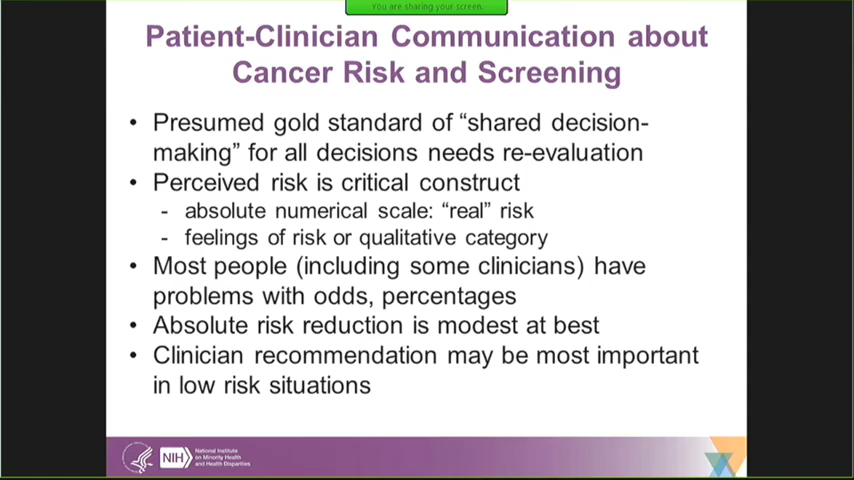 You are sharing your screen.
Patient-Clinician Communication about
Cancer Risk and Screening
• Presumed gold standard of “shared decision-
making” for all decisions needs re-evaluation
• Perceived risk is critical construct
- absolute numerical scale: “real” risk
- feelings of risk or qualitative category
• Most people (including some clinicians) have
problems with odds, percentages
• Absolute risk reduction is modest at best
• Clinician recommendation may be most important
in low risk situations
NIH
National Institute
on Minority Health
and Health Disparities